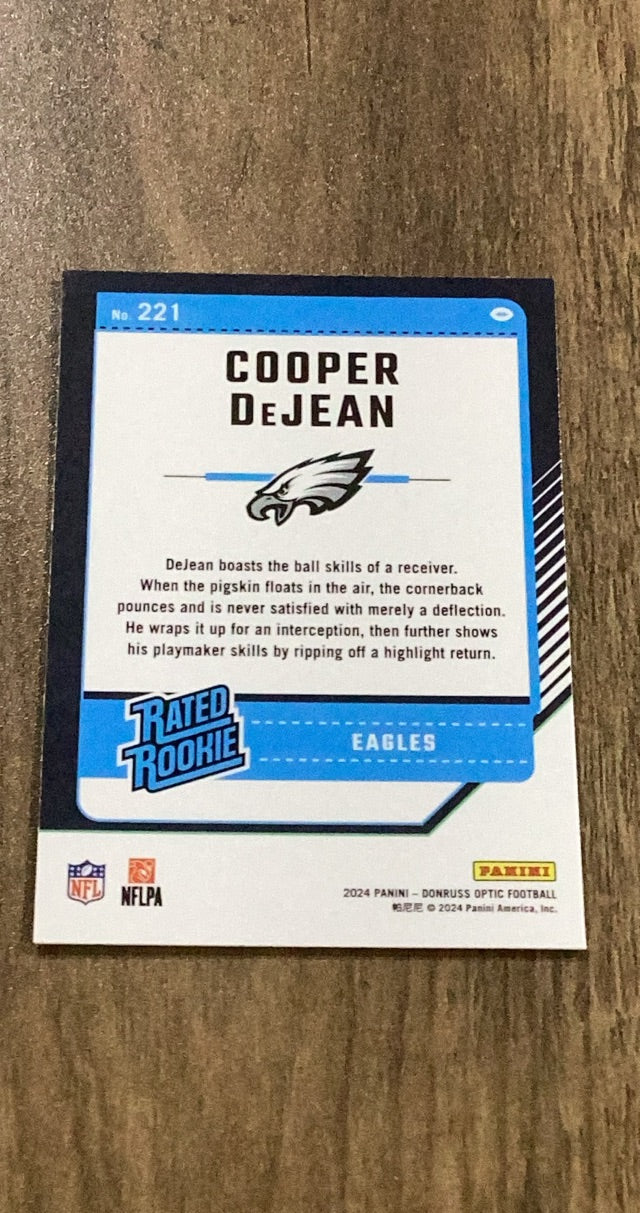 No. 221
COOPER
DeJEAN
DeJean boasts the ball skills of a receiver.
When the pigskin floats in the air, the cornerback
pounces and is never satisfied with merely a deflection.
He wraps it up for an interception, then further shows
his playmaker skills by ripping off a highlight return.
RATED
ROOKIE
EAGLES
NFL
NFLPA
PANINI
2024 PANINI – DONRUSS OPTIC FOOTBALL
帕尼尼 © 2024 Panini America, Inc.